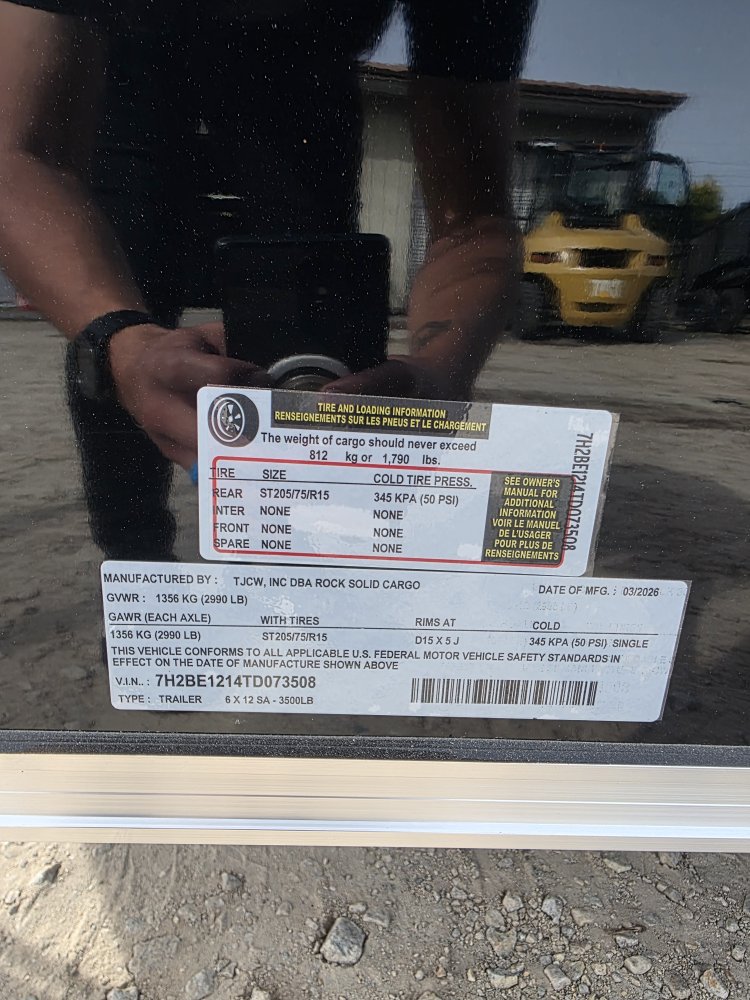 TIRE AND LOADING INFORMATION
RENSEIGNEMENTS SUR LES PNEUS ET LE CHARGEMENT
The weight of cargo should never exceed
812 kg or 1,790 lbs.
TIRE SIZE COLD TIRE PRESS.
REAR ST205/75/R15 345 KPA (50 PSI)
INTER NONE NONE
FRONT NONE NONE
SPARE NONE NONE
SEE OWNER'S
MANUAL FOR
ADDITIONAL
INFORMATION
VOIR LE MANUEL
DE L'USAGER
POUR PLUS DE
RENSEIGNEMENTS
7H2BE1214TD073508
MANUFACTURED BY : TJCW, INC DBA ROCK SOLID CARGO DATE OF MFG. : 03/2026
GVWR : 1356 KG (2990 LB)
GAWR (EACH AXLE) WITH TIRES RIMS AT COLD
1356 KG (2990 LB) ST205/75/R15 D15 X 5 J 345 KPA (50 PSI) SINGLE
THIS VEHICLE CONFORMS TO ALL APPLICABLE U.S. FEDERAL MOTOR VEHICLE SAFETY STANDARDS IN
EFFECT ON THE DATE OF MANUFACTURE SHOWN ABOVE
V.I.N.. : 7H2BE1214TD073508
TYPE : TRAILER 6 X 12 SA - 3500LB